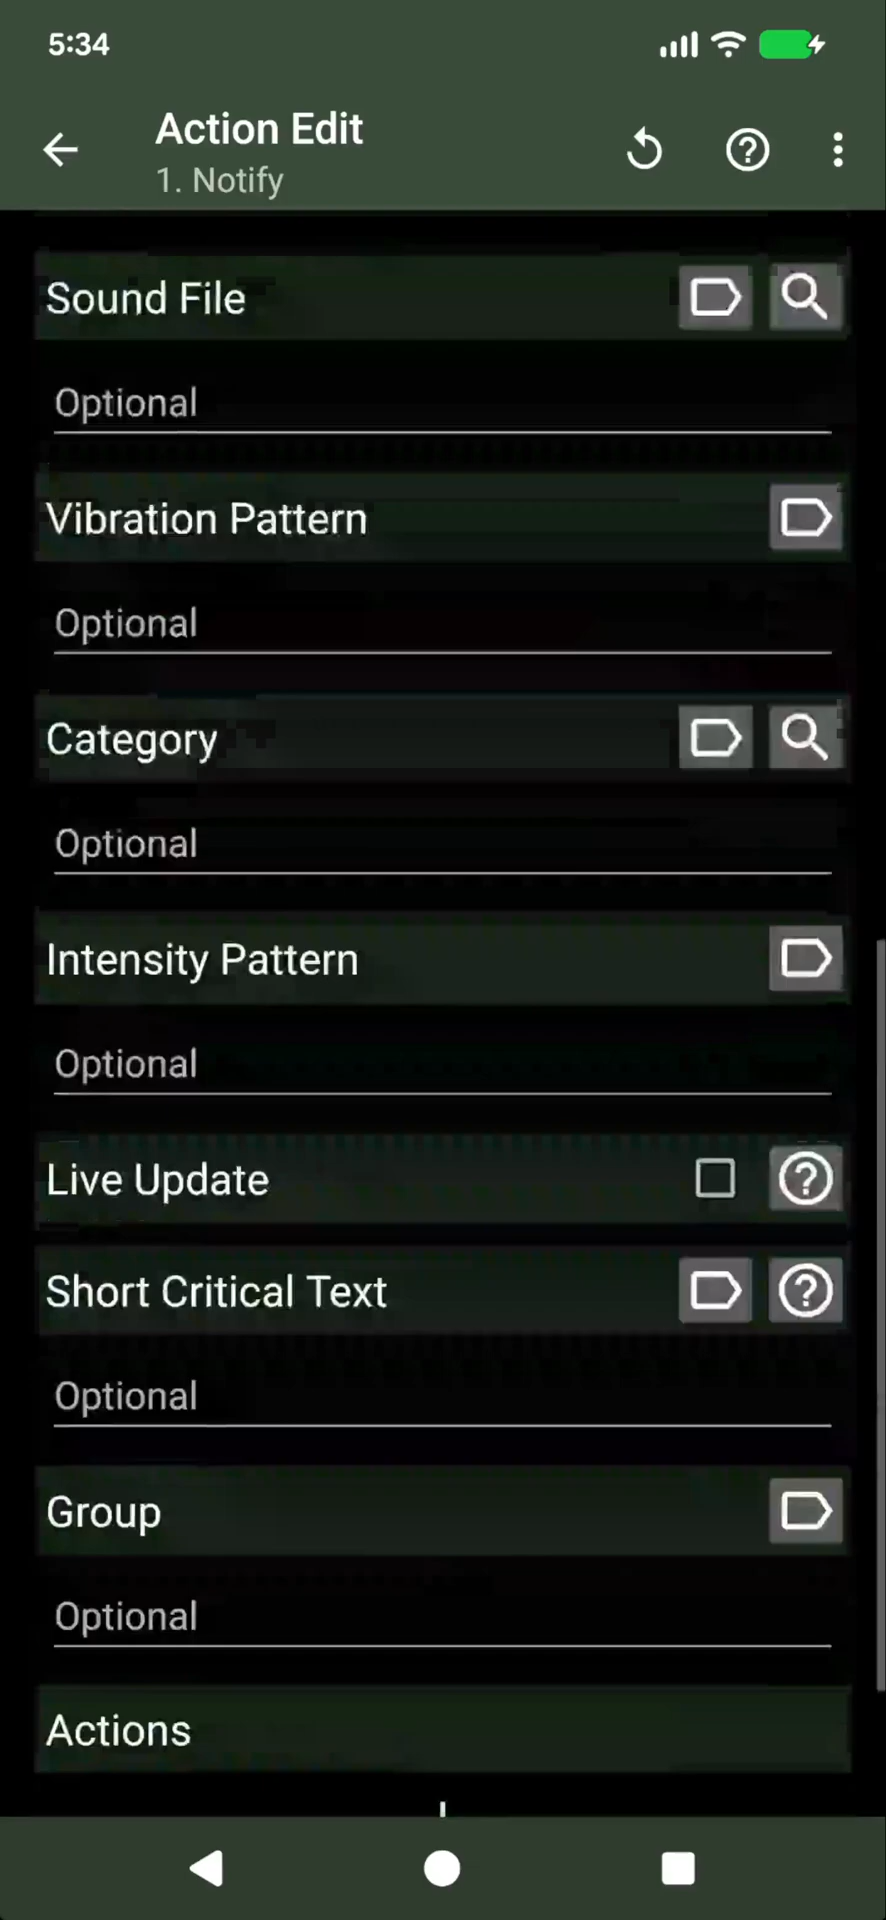 5:34
Action Edit
1. Notify
Sound File
Optional
Vibration Pattern
Optional
Category
Optional
Intensity Pattern
Optional
Live Update
Short Critical Text
Optional
Group
Optional
Actions